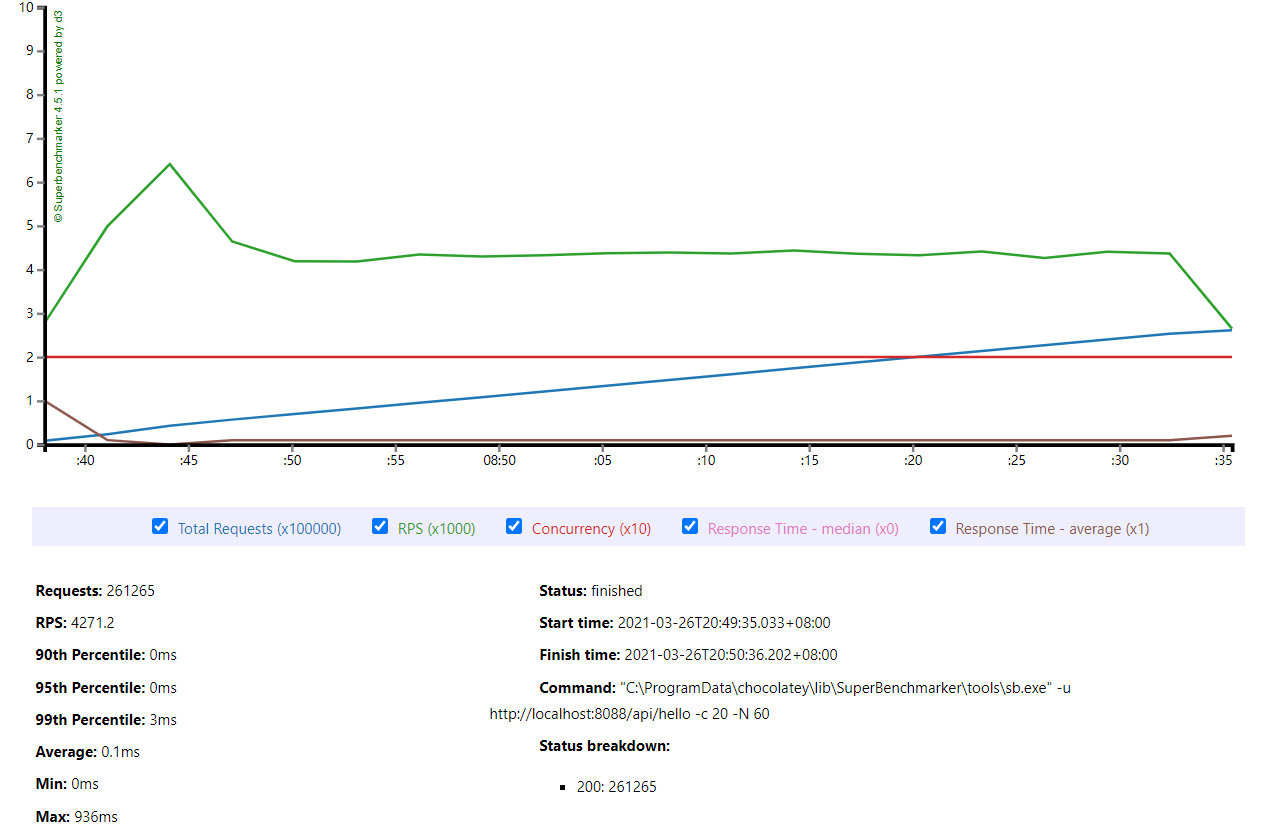 10
9
8
7
6
5
4
3
2
1
0
© Superbenchmarker 4.5.1 powered by d3
:40 :45 :50 :55 08:50 :05 :10 :15 :20 :25 :30 :35
Total Requests (x100000) RPS (x1000) Concurrency (x10) Response Time - median (x0) Response Time - average (x1)
Requests: 261265
RPS: 4271.2
90th Percentile: 0ms
95th Percentile: 0ms
99th Percentile: 3ms
Average: 0.1ms
Min: 0ms
Max: 936ms
Status: finished
Start time: 2021-03-26T20:49:35.033+08:00
Finish time: 2021-03-26T20:50:36.202+08:00
Command: "C:\ProgramData\chocolatey\lib\SuperBenchmarker\tools\sb.exe" -u
http://localhost:8088/api/hello -c 20 -N 60
Status breakdown:
200: 261265